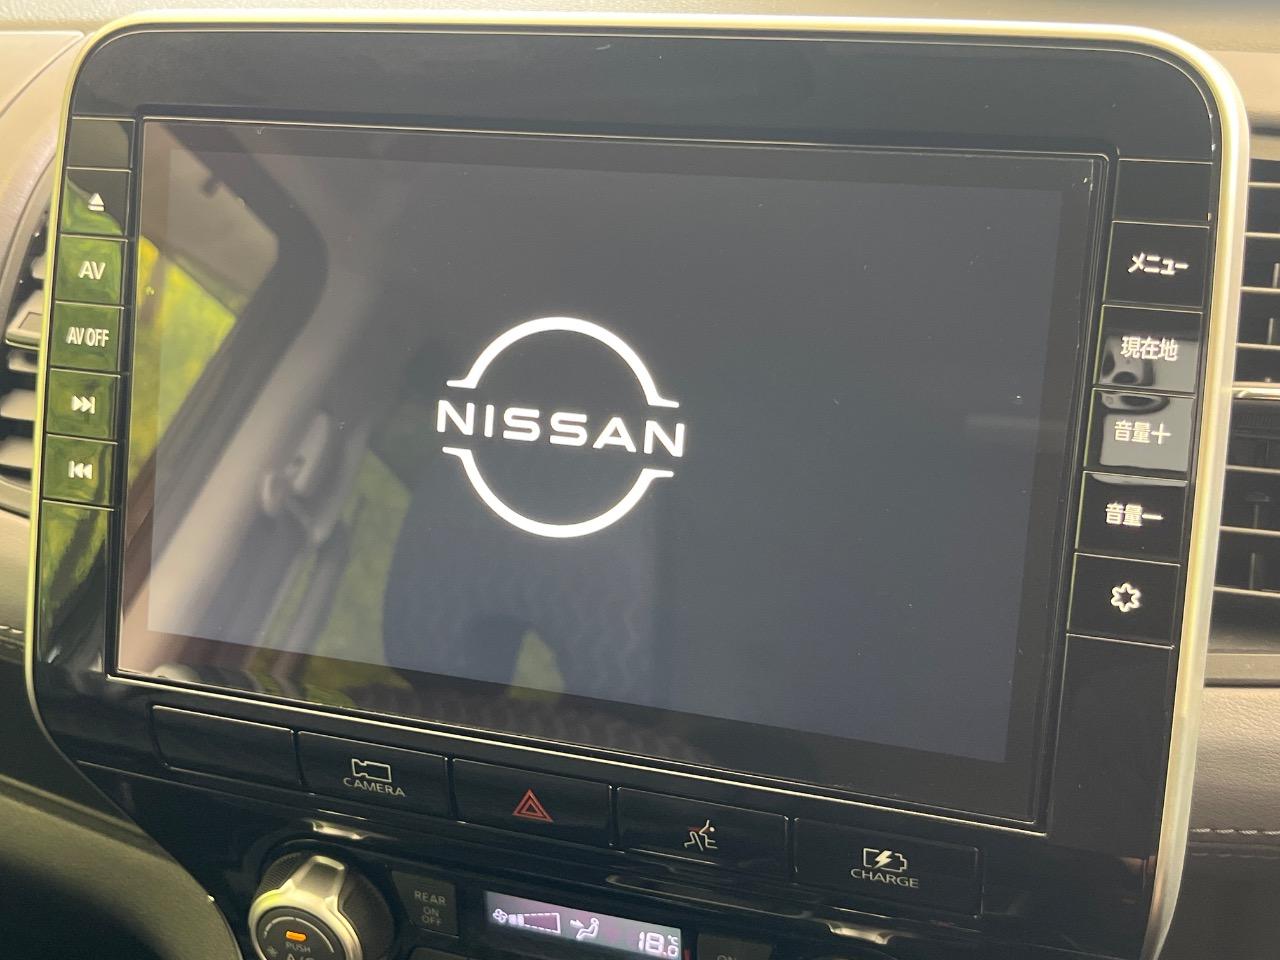 AV
AV OFF
NISSAN
メニュー
現在地
音量+
音量-
CAMERA
CHARGE
REAR
ON
OFF
PUSH
18.0°C
ON